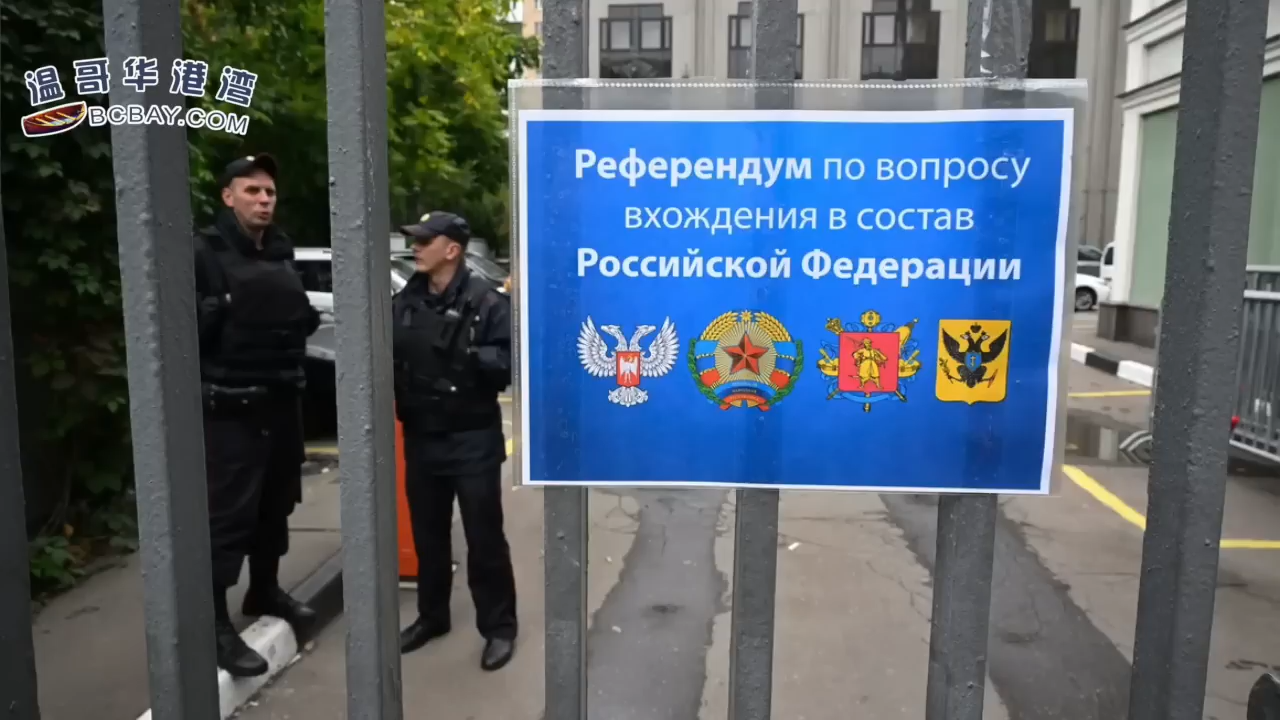 温哥华港湾
BCBAY.COM
Референдум по вопросу
вхождения в состав
Российской Федерации